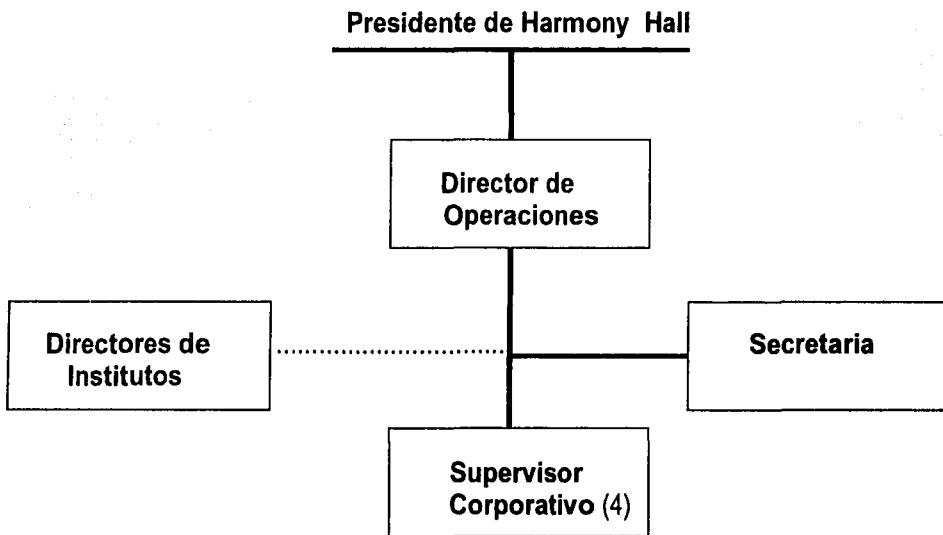 Presidente de Harmony Hall
Director de
Operaciones
Directores de
Institutos
Secretaria
Supervisor
Corporativo (4)